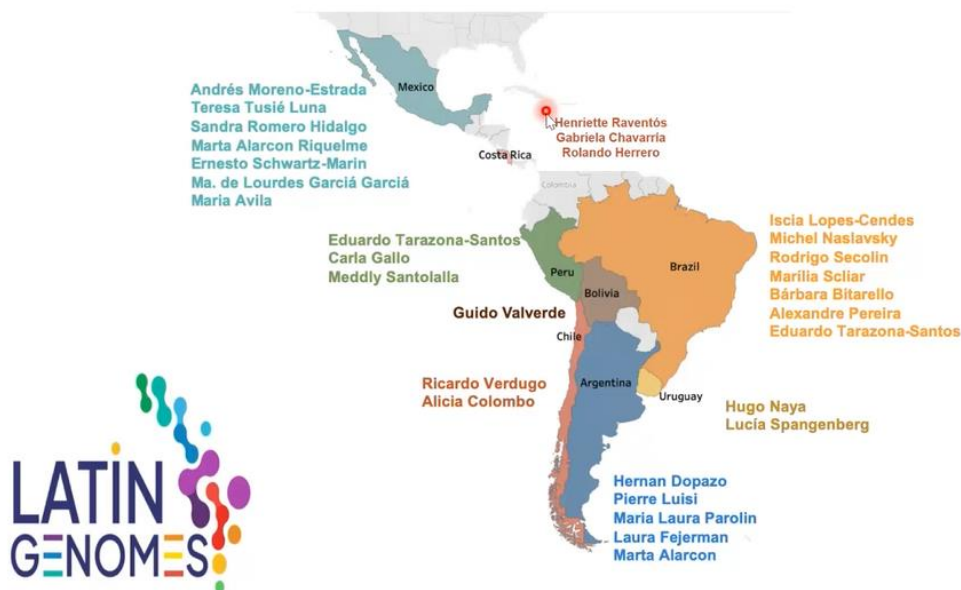 Andrés Moreno-Estrada
Teresa Tusié Luna
Sandra Romero Hidalgo
Marta Alarcon Riquelme
Ernesto Schwartz-Marin
Ma. de Lourdes Garciá Garciá
Maria Avila
Mexico
Henriette Raventós
Gabriela Chavarria
Rolando Herrero
Costa Rica
Colombia
Eduardo Tarazona-Santos
Carla Gallo
Meddly Santolalla
Peru
Brazil
Iscia Lopes-Cendes
Michel Naslavsky
Rodrigo Secolin
Marília Scliar
Bárbara Bitarello
Alexandre Pereira
Eduardo Tarazona-Santos
Bolivia
Guido Valverde
Chile
Ricardo Verdugo
Alicia Colombo
Argentina
Uruguay
Hugo Naya
Lucía Spangenberg
Hernan Dopazo
Pierre Luisi
Maria Laura Parolin
Laura Fejerman
Marta Alarcon
LATIN
GENOMES